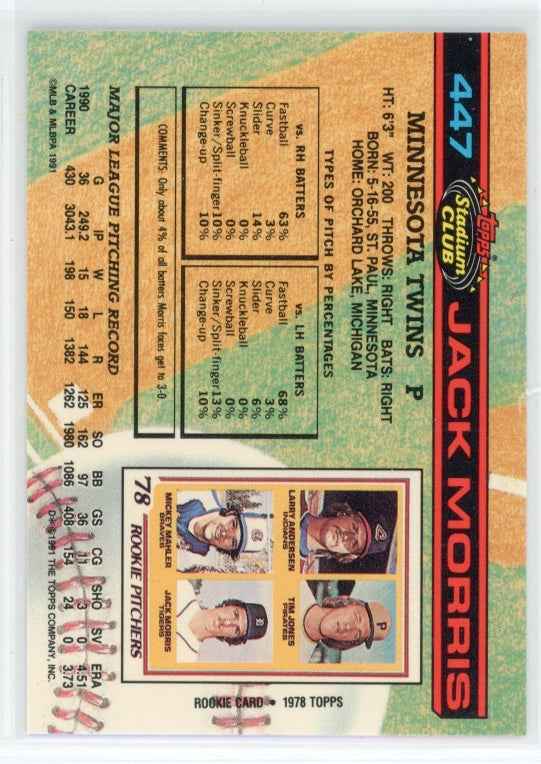 447
Topps
Stadium
CLUB
JACK MORRIS
MINNESOTA TWINS P
HT: 6'3" WT: 200 THROWS: RIGHT BATS: RIGHT
BORN: 5-16-55, ST. PAUL, MINNESOTA
HOME: ORCHARD LAKE, MICHIGAN
TYPES OF PITCH BY PERCENTAGES
vs. RH BATTERS
Fastball 63%
Curve 3%
Slider 14%
Knuckleball 0%
Screwball 0%
Sinker/Split-finger 10%
Change-up 10%
vs. LH BATTERS
Fastball 68%
Curve 3%
Slider 6%
Knuckleball 0%
Screwball 0%
Sinker/Split-finger 13%
Change-up 10%
COMMENTS: Only about 4% of all batters Morris faces get to 3-0.
LARRY ANDERSEN
INDIANS
TIM JONES
PIRATES
MICKEY MAHLER
BRAVES
JACK MORRIS
TIGERS
78 ROOKIE PITCHERS
ROOKIE CARD • 1978 TOPPS
MAJOR LEAGUE PITCHING RECORD
G IP W L R ER SO BB GS CG SHO SV ERA
1990 36 249.2 15 18 144 125 162 97 36 11 3 0 4.51
CAREER 430 3043.1 198 150 1382 1262 1980 1086 408 154 24 0 3.73
©MLB & MLBPA 1991
D* ©1991 THE TOPPS COMPANY, INC.